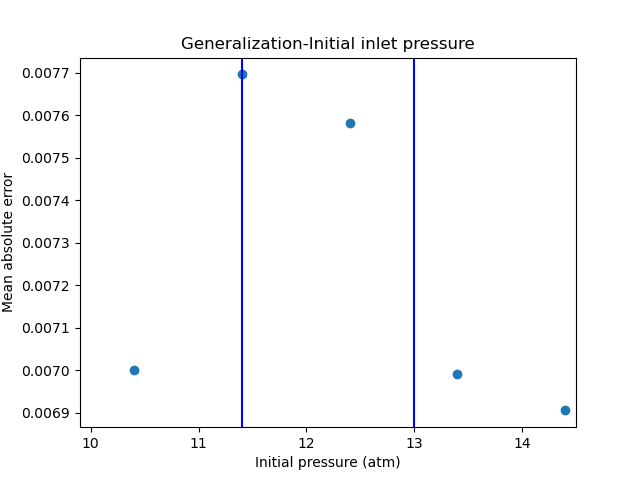 Generalization-Initial inlet pressure
Mean absolute error
0.0077
0.0076
0.0075
0.0074
0.0073
0.0072
0.0071
0.0070
0.0069
10 11 12 13 14
Initial pressure (atm)